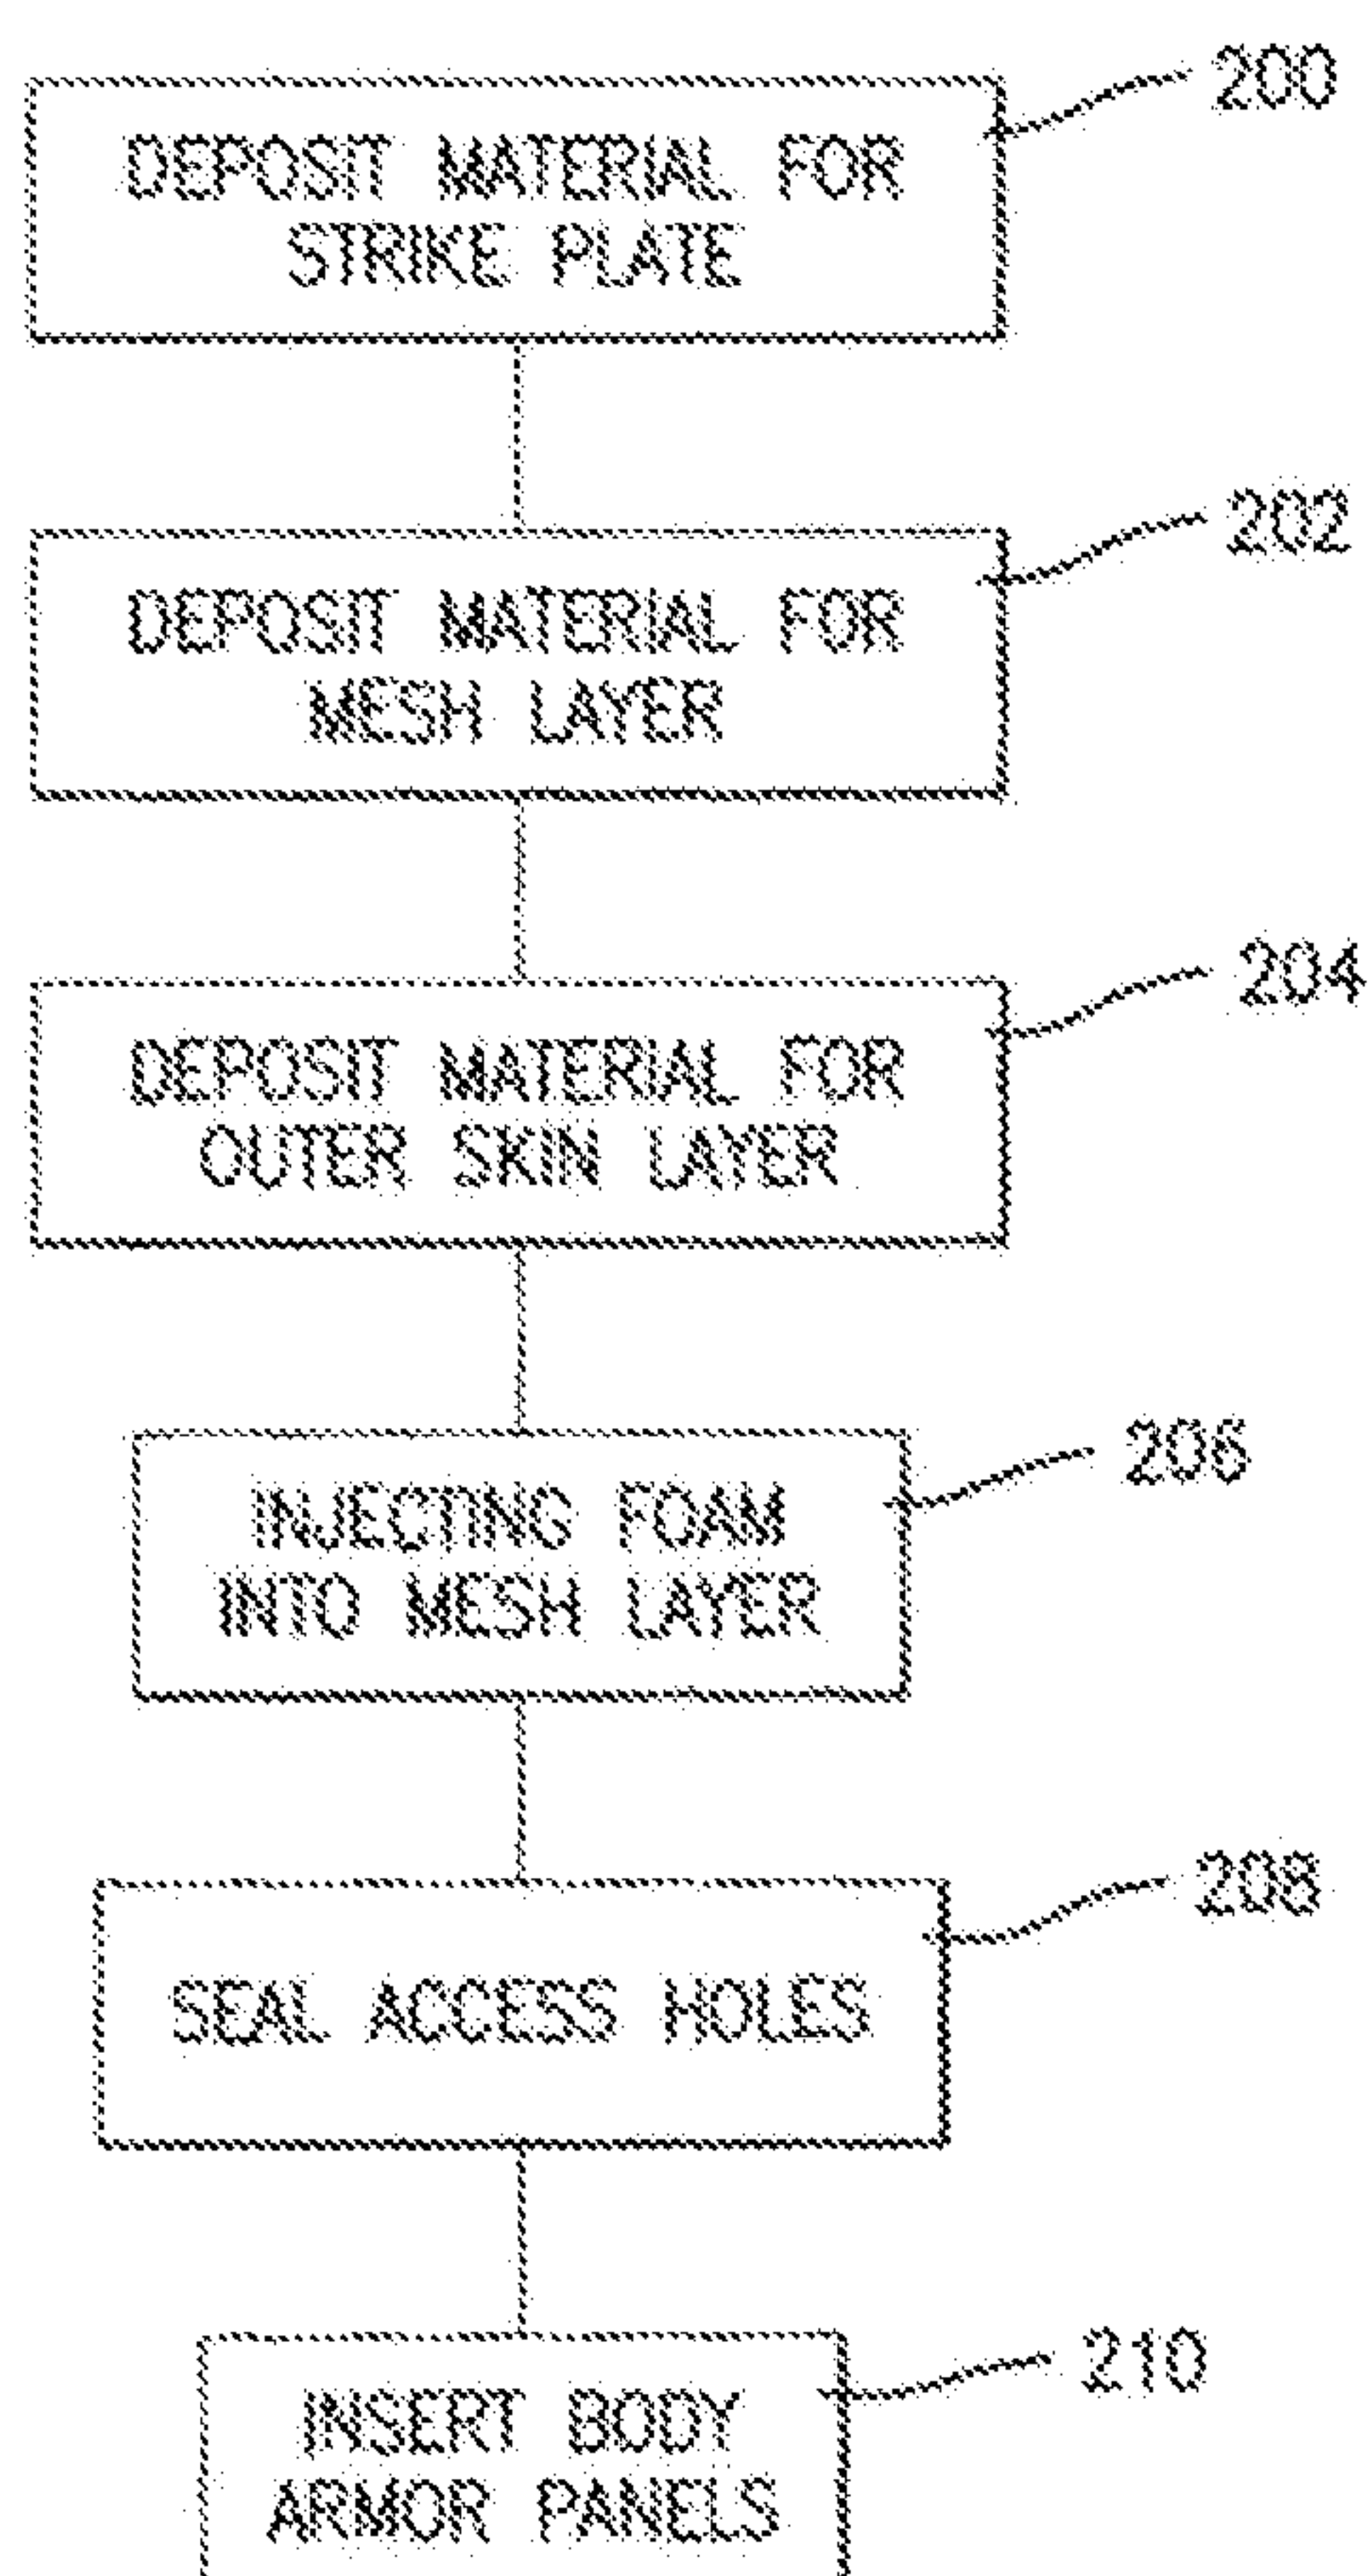 200
DEPOSIT MATERIAL FOR
STRIKE PLATE
202
DEPOSIT MATERIAL FOR
MESH LAYER
204
DEPOSIT MATERIAL FOR
OUTER SKIN LAYER
206
INJECTING FOAM
INTO MESH LAYER
208
SEAL ACCESS HOLES
210
INSERT BODY
ARMOR PANELS